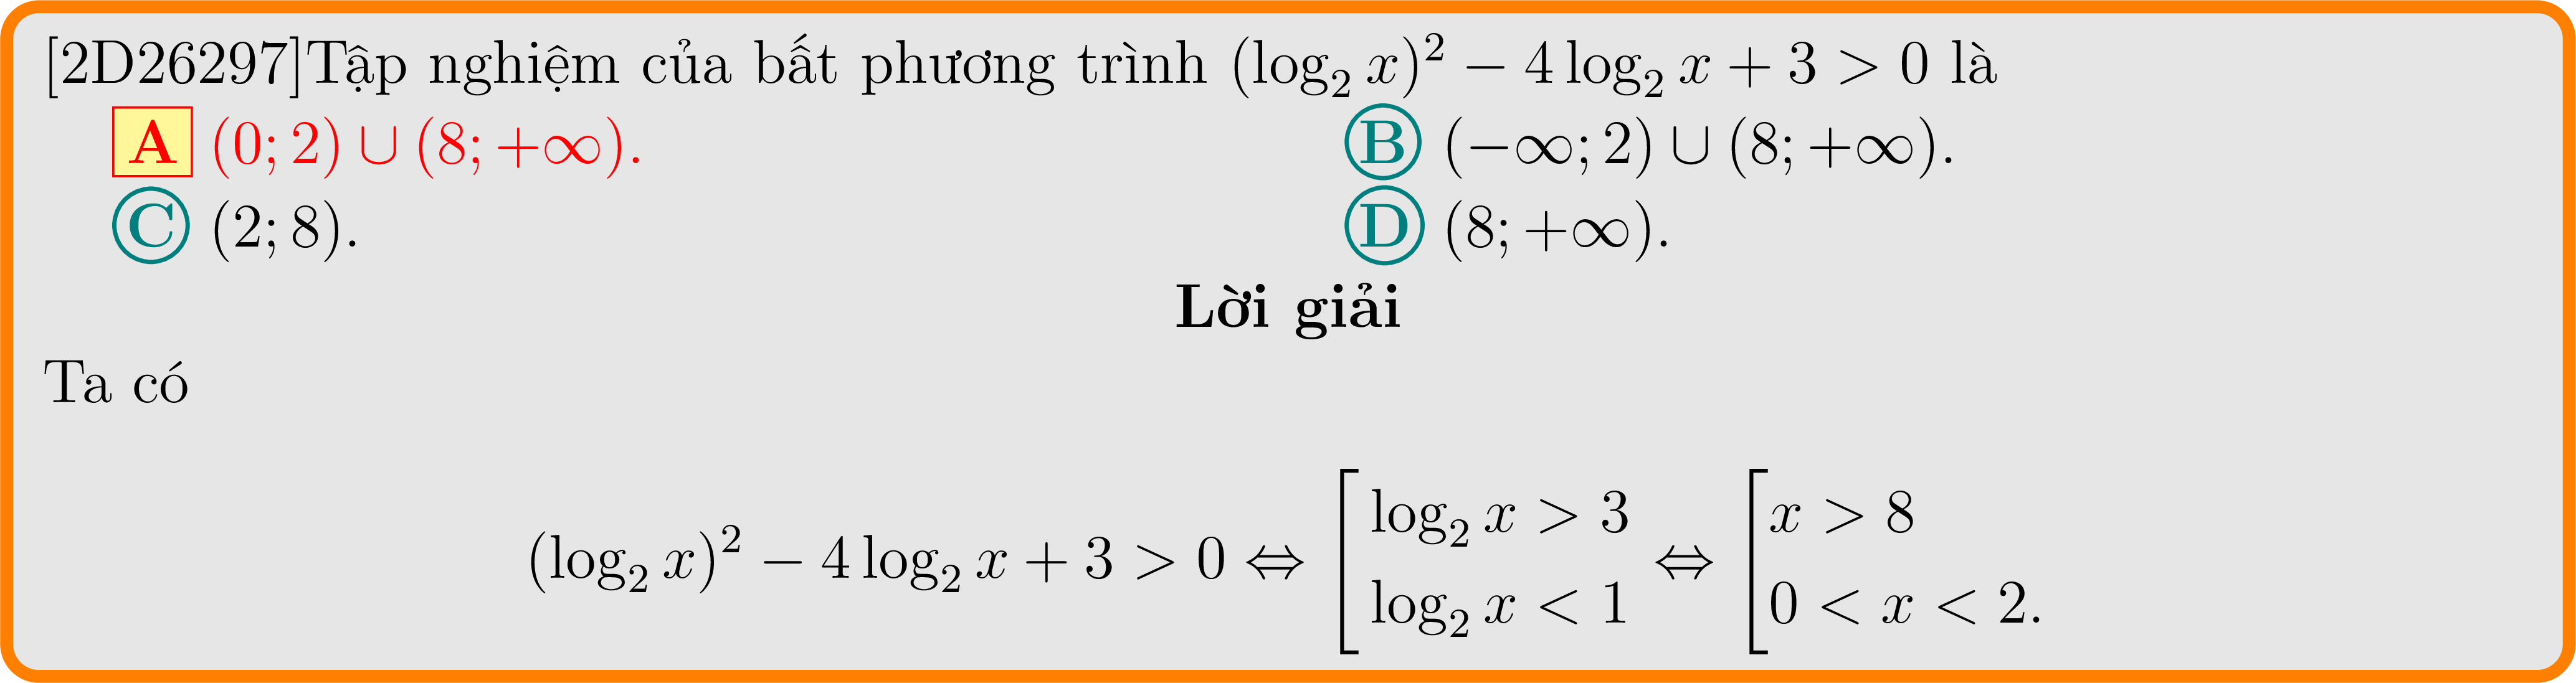 [2D26297]Tập nghiệm của bất phương trình $(\log_2 x)^2 - 4\log_2 x + 3 > 0$ là
A $(0; 2) \cup (8; +\infty)$. B $(-\infty; 2) \cup (8; +\infty)$.
C $(2; 8)$. D $(8; +\infty)$.
Lời giải
Ta có
$(\log_2 x)^2 - 4\log_2 x + 3 > 0 \Leftrightarrow \left[\begin{array}{l} \log_2 x > 3 \\ \log_2 x < 1 \end{array}\right. \Leftrightarrow \left[\begin{array}{l} x > 8 \\ 0 < x < 2. \end{array}\right.$